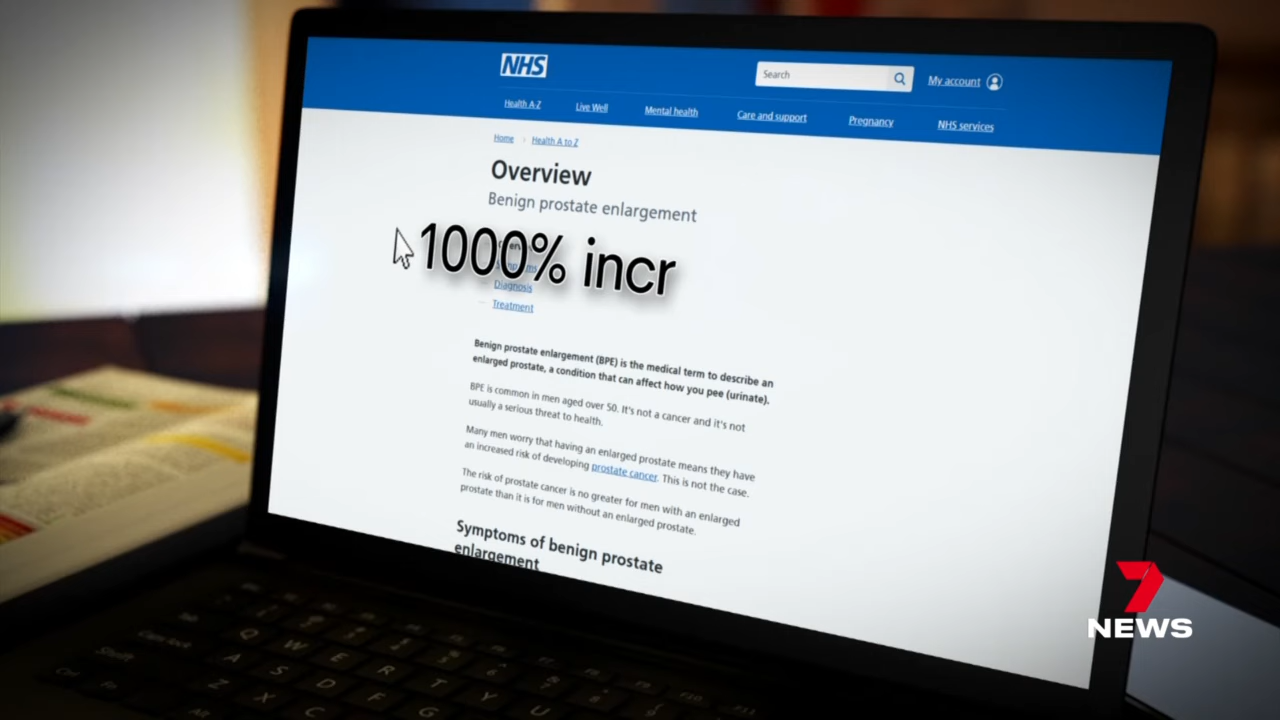 NHS
Search
My account
Health A-Z
Live Well
Mental health
Care and support
Pregnancy
NHS services
Home
Health A to Z
Overview
Benign prostate enlargement
1000% incr
Diagnosis
Treatment
Benign prostate enlargement (BPE) is the medical term to describe an
enlarged prostate, a condition that can affect how you pee (urinate).
BPE is common in men aged over 50. It's not a cancer and it's not
usually a serious threat to health.
Many men worry that having an enlarged prostate means they have
an increased risk of developing prostate cancer. This is not the case.
The risk of prostate cancer is no greater for men with an enlarged
prostate than it is for men without an enlarged prostate.
Symptoms of benign prostate
enlargement
7
NEWS
Q W E R T Y U
A S D F G
Z X C